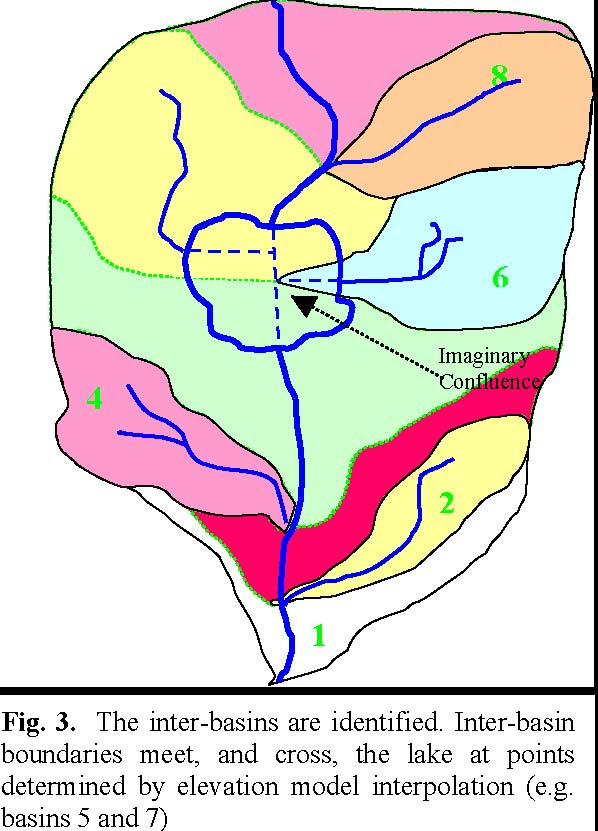 8
6
Imaginary
Confluence
4
2
1
Fig. 3. The inter-basins are identified. Inter-basin
boundaries meet, and cross, the lake at points
determined by elevation model interpolation (e.g.
basins 5 and 7)